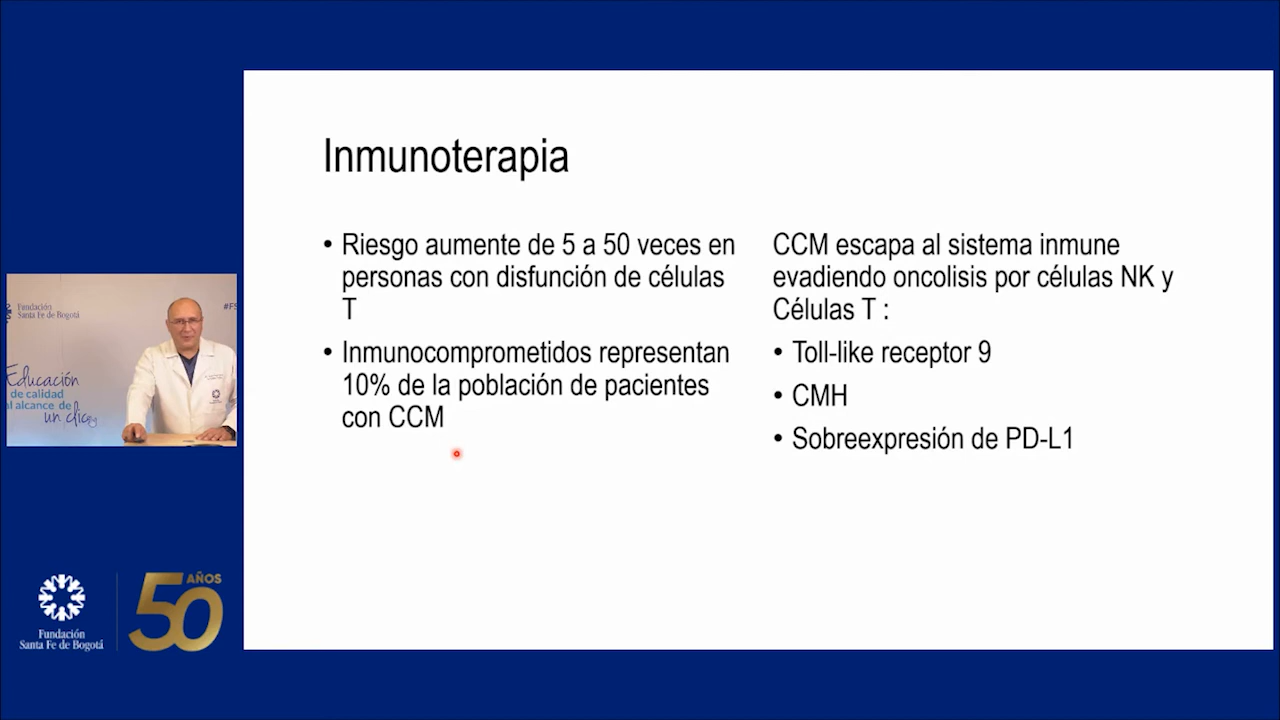 Inmunoterapia
• Riesgo aumente de 5 a 50 veces en
personas con disfunción de células
T
• Inmunocomprometidos representan
10% de la población de pacientes
con CCM
CCM escapa al sistema inmune
evadiendo oncolisis por células NK y
Células T :
• Toll-like receptor 9
• CMH
• Sobreexpresión de PD-L1
Fundación
Santa Fe de Bogotá
#FS
Educación
de calidad
al alcance de
un clic
Fundación
Santa Fe de Bogotá
50 AÑOS